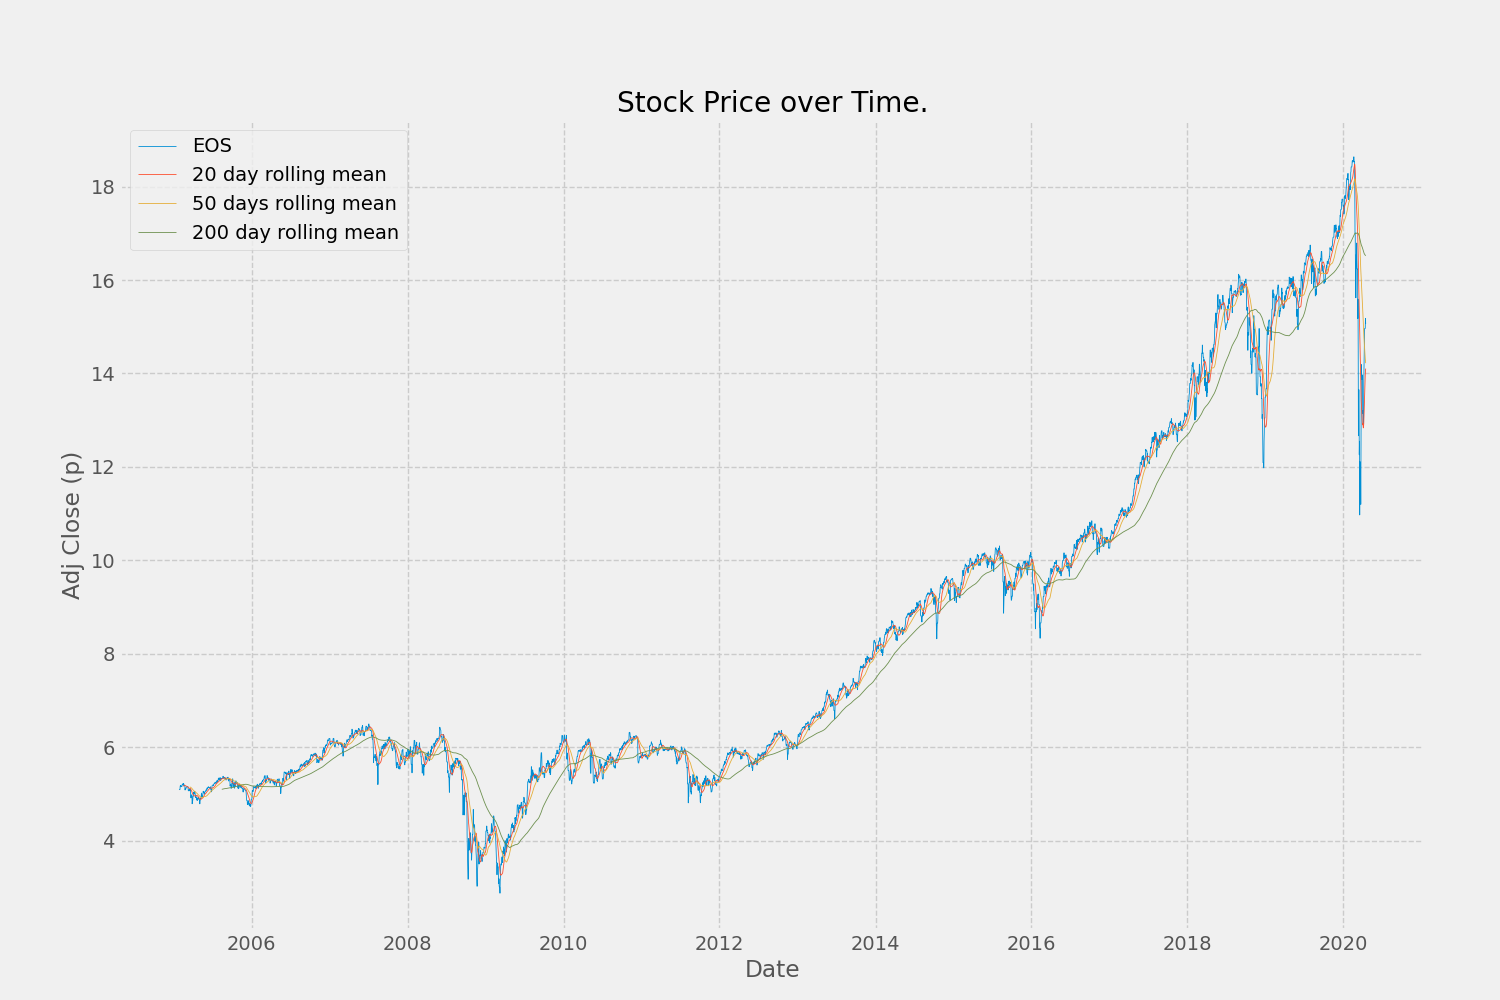 Stock Price over Time.
EOS
20 day rolling mean
50 days rolling mean
200 day rolling mean
18
16
14
12
10
8
6
4
Adj Close (p)
2006 2008 2010 2012 2014 2016 2018 2020
Date